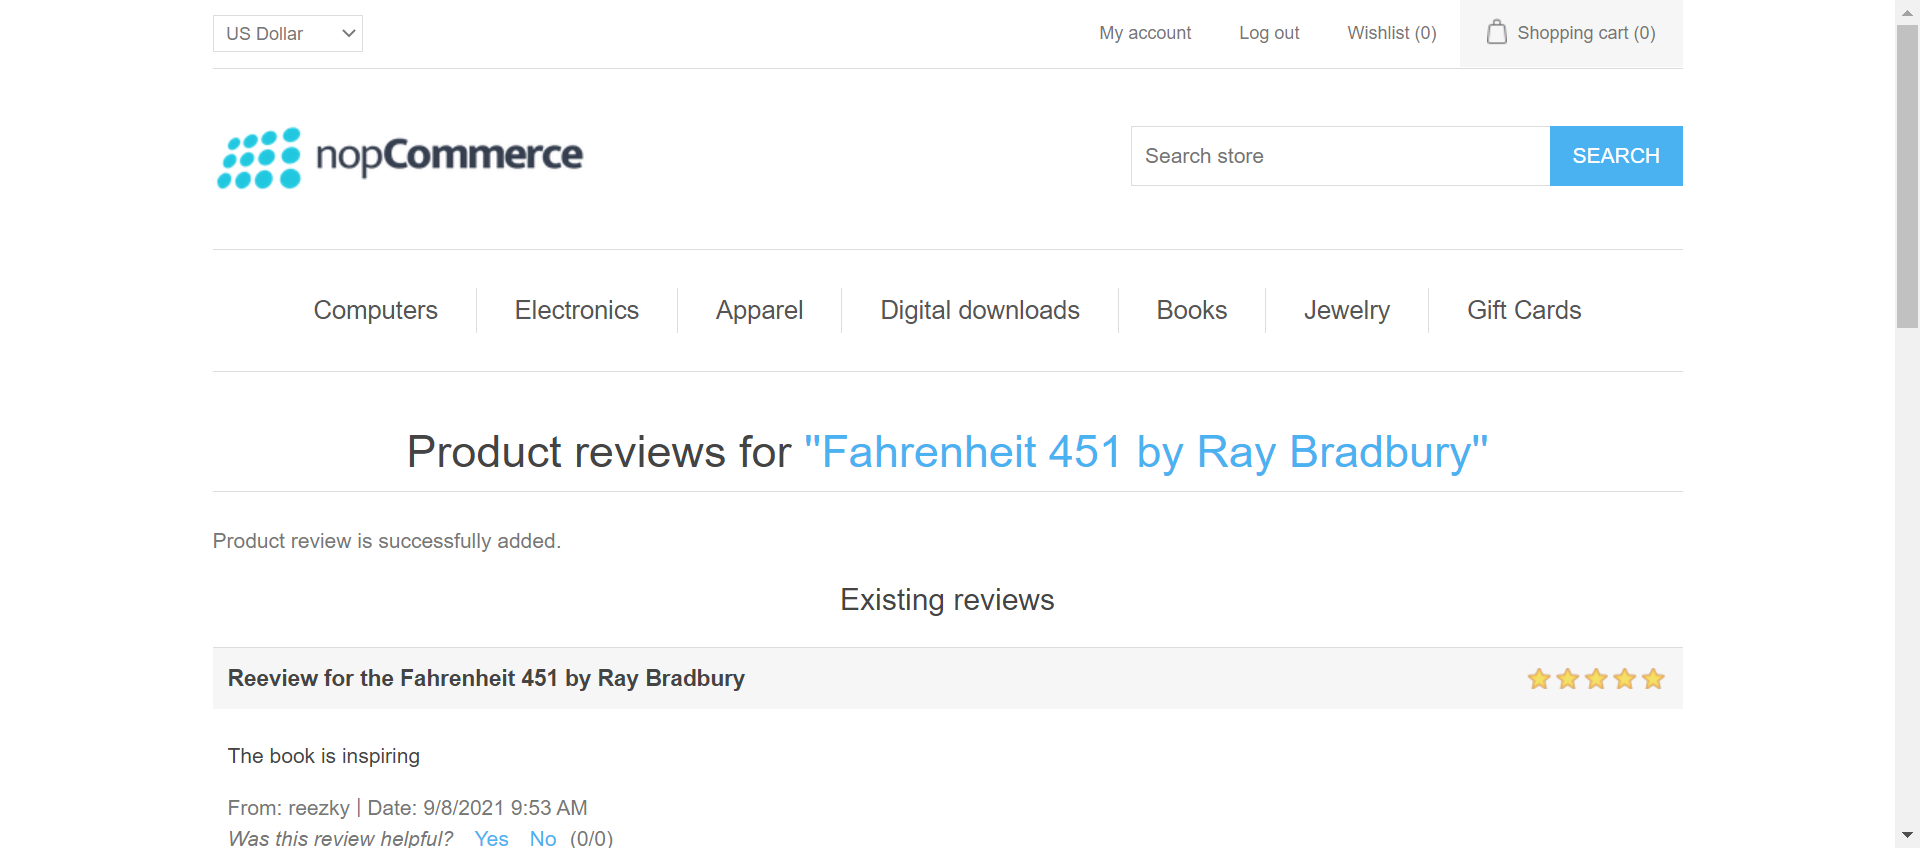 US Dollar My account Log out Wishlist (0) Shopping cart (0)
nopCommerce Search store SEARCH
Computers Electronics Apparel Digital downloads Books Jewelry Gift Cards
Product reviews for "Fahrenheit 451 by Ray Bradbury"
Product review is successfully added.
Existing reviews
Reeview for the Fahrenheit 451 by Ray Bradbury
The book is inspiring
From: reezky | Date: 9/8/2021 9:53 AM
Was this review helpful? Yes No (0/0)